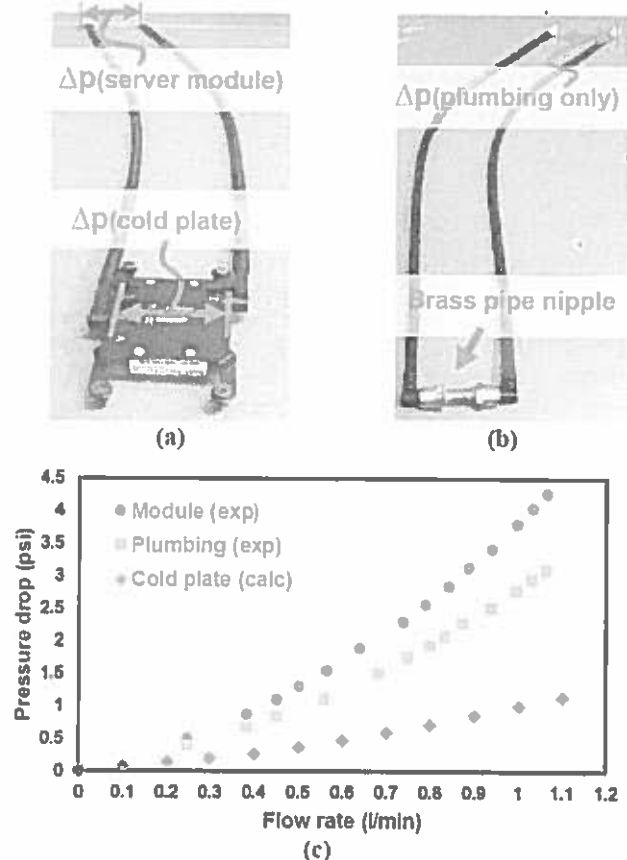 Δp(server module)
Δp(cold plate)
(a)
Δp(plumbing only)
Brass pipe nipple
(b)
Pressure drop (psi)
4.5
4
3.5
3
2.5
2
1.5
1
0.5
0
Module (exp)
Plumbing (exp)
Cold plate (calc)
0 0.1 0.2 0.3 0.4 0.5 0.6 0.7 0.8 0.9 1 1.1 1.2
Flow rate (l/min)
(c)